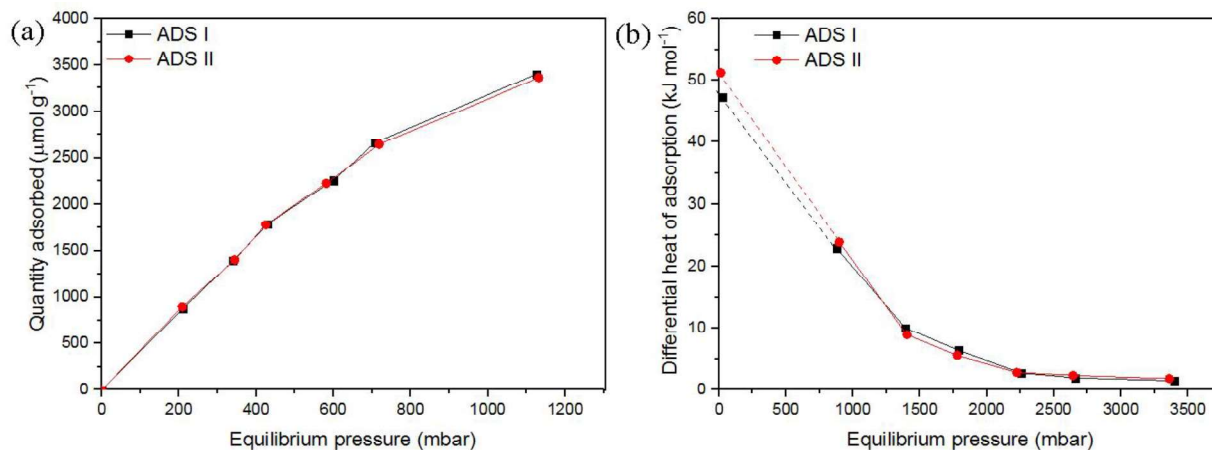 (a)
ADS I
ADS II
Quantity adsorbed (μmol g⁻¹)
4000
3500
3000
2500
2000
1500
1000
500
0
0 200 400 600 800 1000 1200
Equilibrium pressure (mbar)
(b)
ADS I
ADS II
Differential heat of adsorption (kJ mol⁻¹)
60
50
40
30
20
10
0
0 500 1000 1500 2000 2500 3000 3500
Equilibrium pressure (mbar)